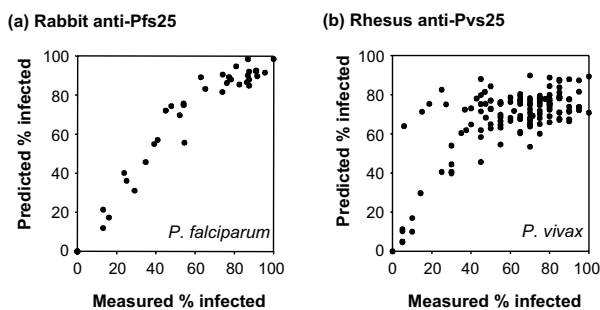 (a) Rabbit anti-Pfs25
(b) Rhesus anti-Pvs25
Predicted % infected
100
80
60
40
20
0
P. falciparum
0 20 40 60 80 100
Measured % infected
Predicted % infected
100
80
60
40
20
0
P. vivax
0 20 40 60 80 100
Measured % infected